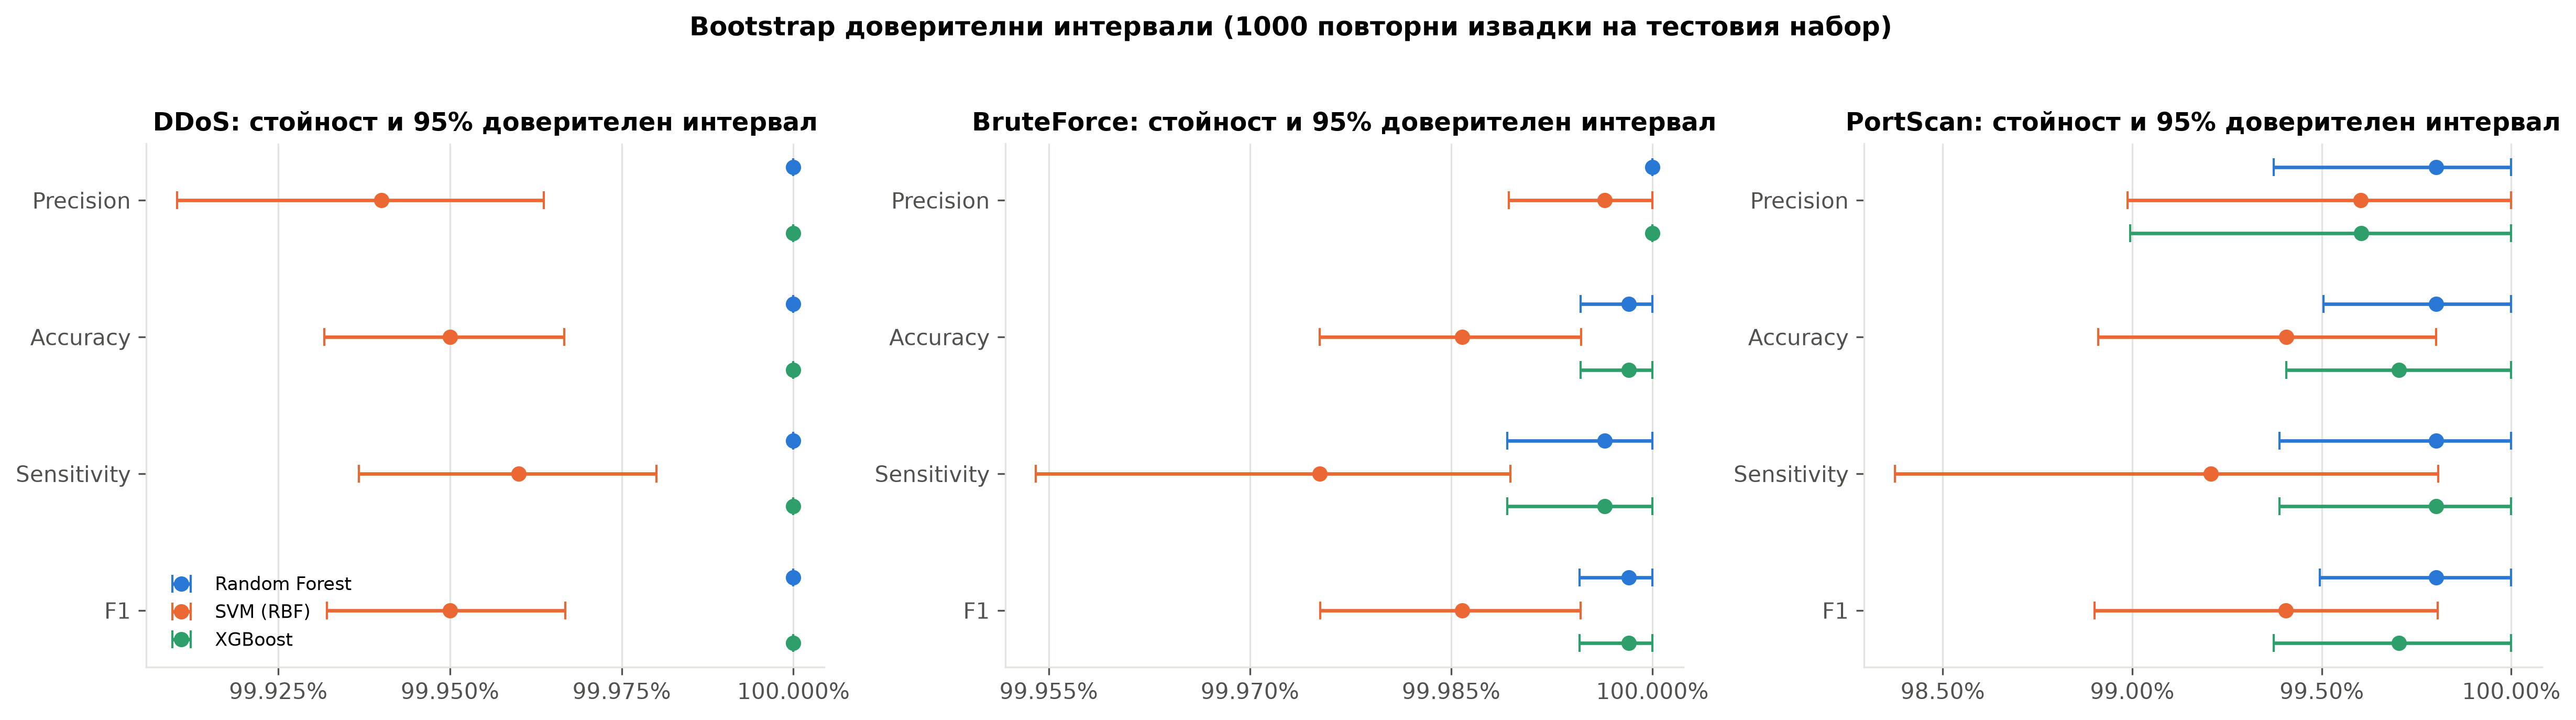 Bootstrap доверителни интервали (1000 повторни извадки на тестовия набор)
DDoS: стойност и 95% доверителен интервал
Precision
Accuracy
Sensitivity
F1
Random Forest
SVM (RBF)
XGBoost
99.925% 99.950% 99.975% 100.000%
BruteForce: стойност и 95% доверителен интервал
Precision
Accuracy
Sensitivity
F1
99.955% 99.970% 99.985% 100.000%
PortScan: стойност и 95% доверителен интервал
Precision
Accuracy
Sensitivity
F1
98.50% 99.00% 99.50% 100.00%